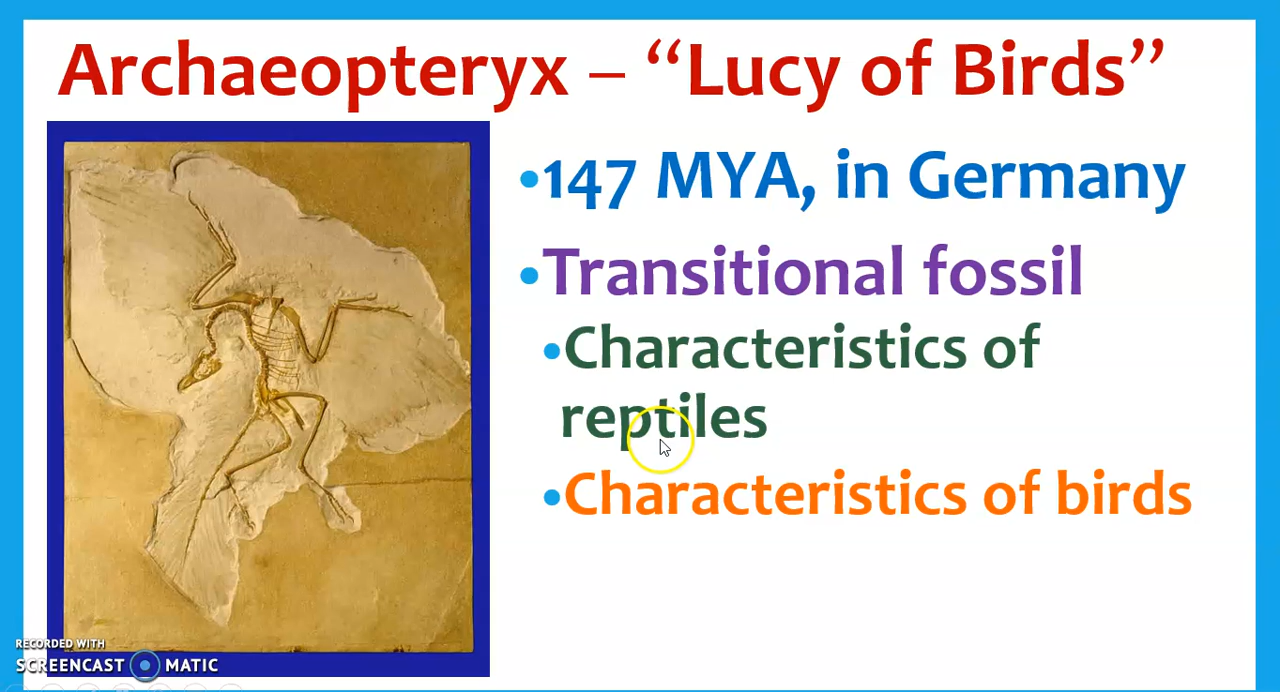 Archaeopteryx – “Lucy of Birds”
•147 MYA, in Germany
•Transitional fossil
•Characteristics of
reptiles
•Characteristics of birds
RECORDED WITH
SCREENCAST MATIC